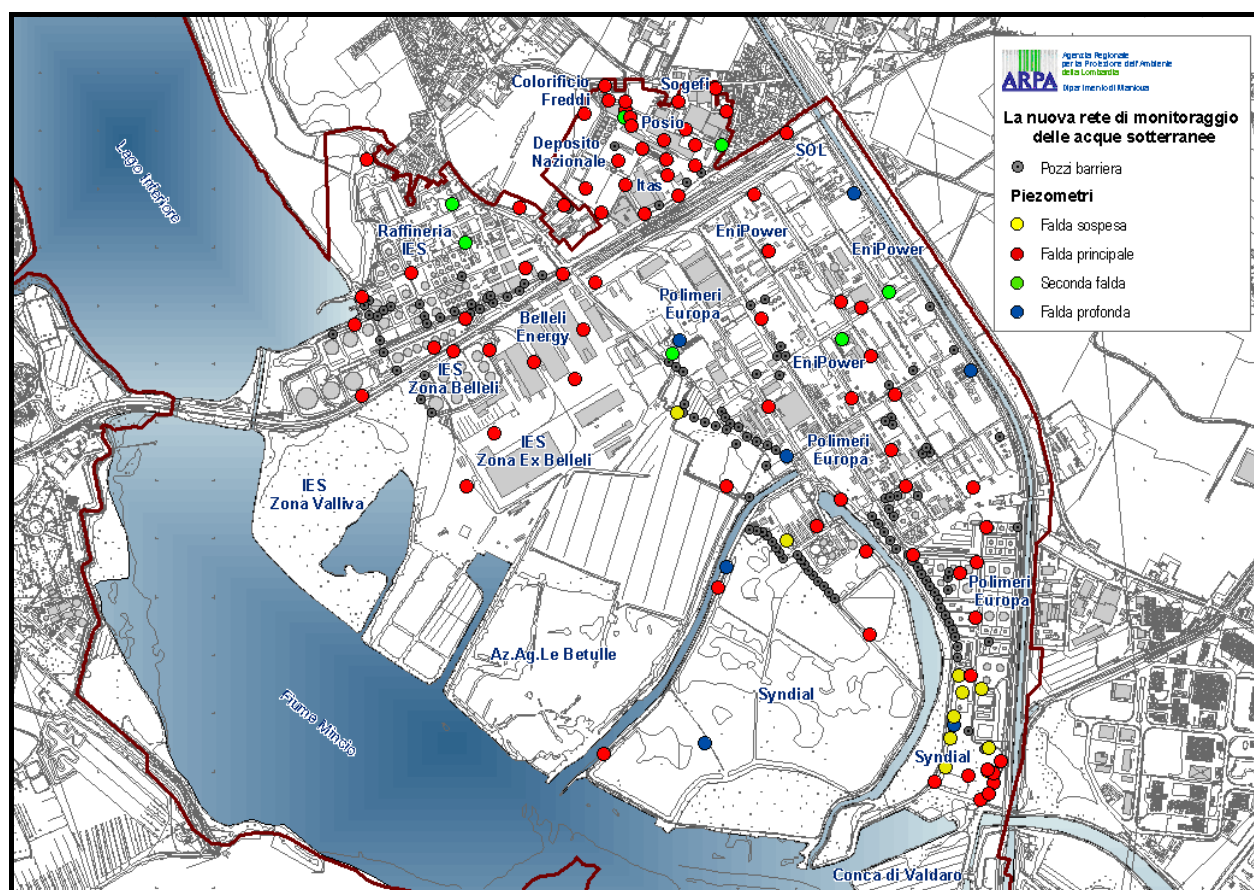 Agenzia Regionale
per la Protezione dell'Ambiente
della Lombardia
ARPA
Dipartimento di Mantova
La nuova rete di monitoraggio
delle acque sotterranee
Pozzi barriera
Piezometri
Falda sospesa
Falda principale
Seconda falda
Falda profonda
Colorificio
Freddi
Sogefi
Posio
Deposito
Nazionale
SOL
Itas
Lago Inferiore
Raffineria
IES
EniPower
EniPower
Polimeri
Europa
Belleli
Energy
EniPower
IES
Zona Belleli
IES
Zona Ex Belleli
Polimeri
Europa
IES
Zona Valliva
Polimeri
Europa
Az.Ag.Le Betulle
Syndial
Fiume Mincio
Syndial
Conca di Valdaro